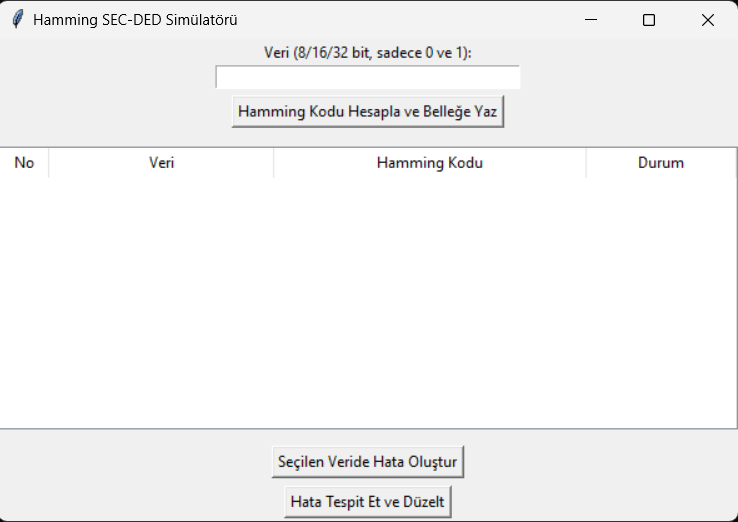 Hamming SEC-DED Simülatörü
Veri (8/16/32 bit, sadece 0 ve 1):
Hamming Kodu Hesapla ve Belleğe Yaz
No Veri Hamming Kodu Durum
Seçilen Veride Hata Oluştur
Hata Tespit Et ve Düzelt